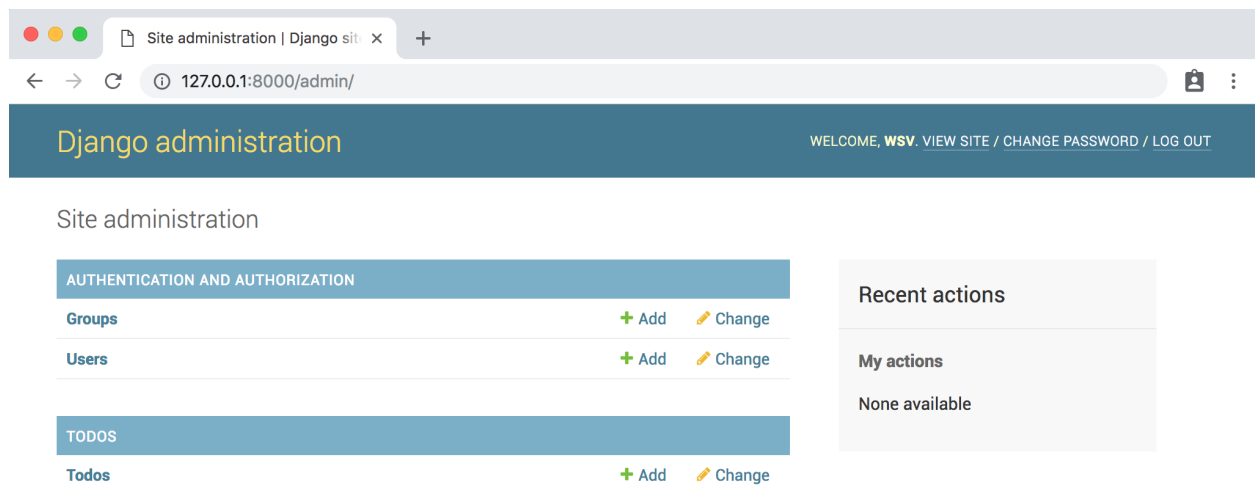 Site administration | Django sit
127.0.0.1:8000/admin/
Django administration
WELCOME, WSV. VIEW SITE / CHANGE PASSWORD / LOG OUT
Site administration
AUTHENTICATION AND AUTHORIZATION
Groups + Add Change
Users + Add Change
TODOS
Todos + Add Change
Recent actions
My actions
None available